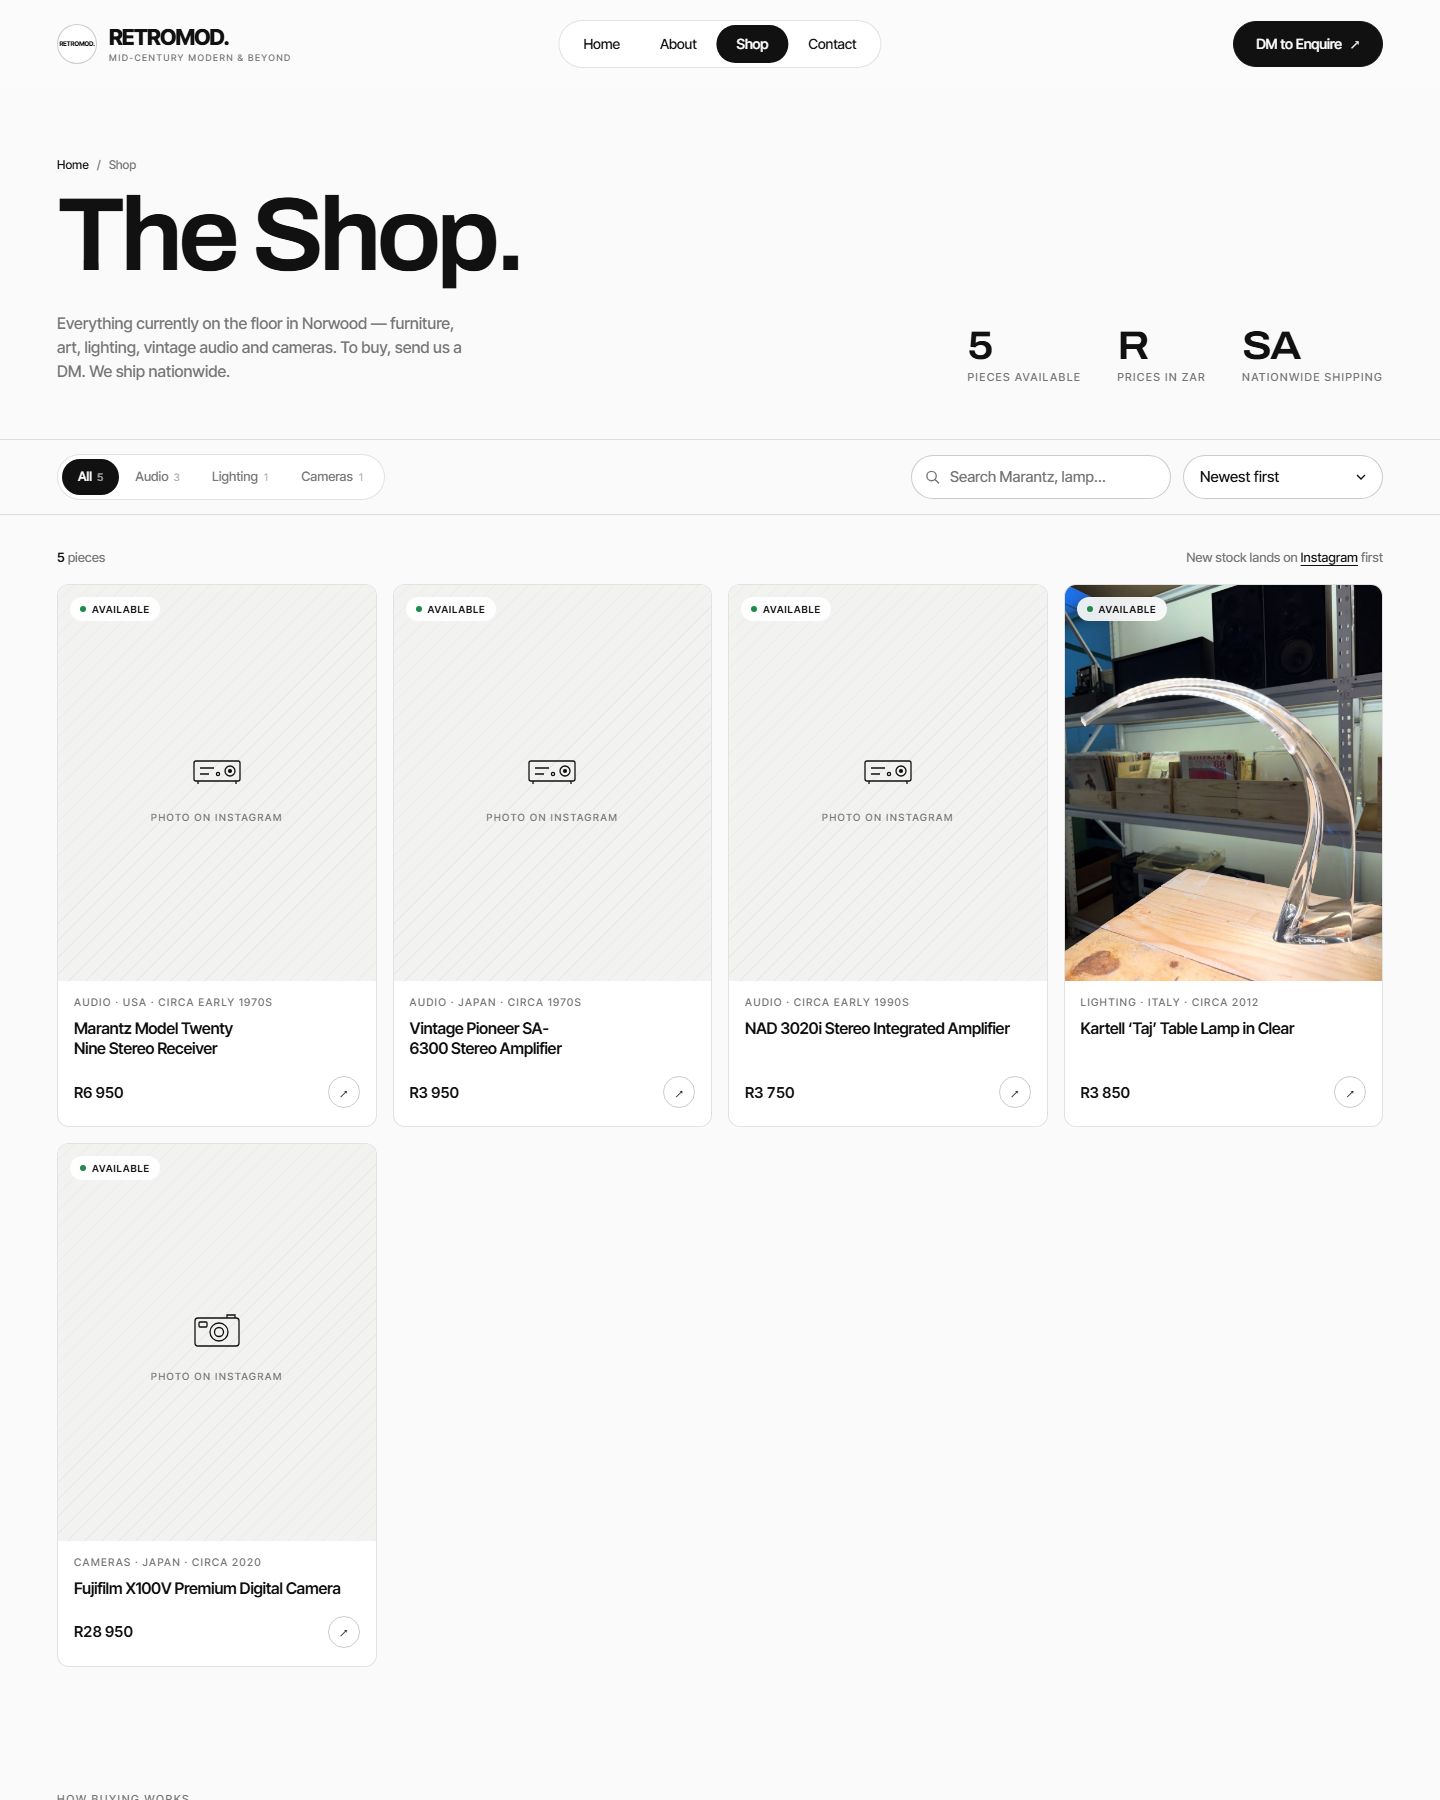 RETROMOD.
RETROMOD.
MID-CENTURY MODERN & BEYOND
Home
About
Shop
Contact
DM to Enquire ↗
Home / Shop
The Shop.
Everything currently on the floor in Norwood — furniture,
art, lighting, vintage audio and cameras. To buy, send us a
DM. We ship nationwide.
5
PIECES AVAILABLE
R
PRICES IN ZAR
SA
NATIONWIDE SHIPPING
All 5
Audio 3
Lighting 1
Cameras 1
Search Marantz, lamp...
Newest first
5 pieces
New stock lands on Instagram first
AVAILABLE
PHOTO ON INSTAGRAM
AUDIO · USA · CIRCA EARLY 1970S
Marantz Model Twenty
Nine Stereo Receiver
R6 950
↗
AVAILABLE
PHOTO ON INSTAGRAM
AUDIO · JAPAN · CIRCA 1970S
Vintage Pioneer SA-
6300 Stereo Amplifier
R3 950
↗
AVAILABLE
PHOTO ON INSTAGRAM
AUDIO · CIRCA EARLY 1990S
NAD 3020i Stereo Integrated Amplifier
R3 750
↗
AVAILABLE
LIGHTING · ITALY · CIRCA 2012
Kartell ‘Taj’ Table Lamp in Clear
R3 850
↗
AVAILABLE
PHOTO ON INSTAGRAM
CAMERAS · JAPAN · CIRCA 2020
Fujifilm X100V Premium Digital Camera
R28 950
↗
HOW BUYING WORKS